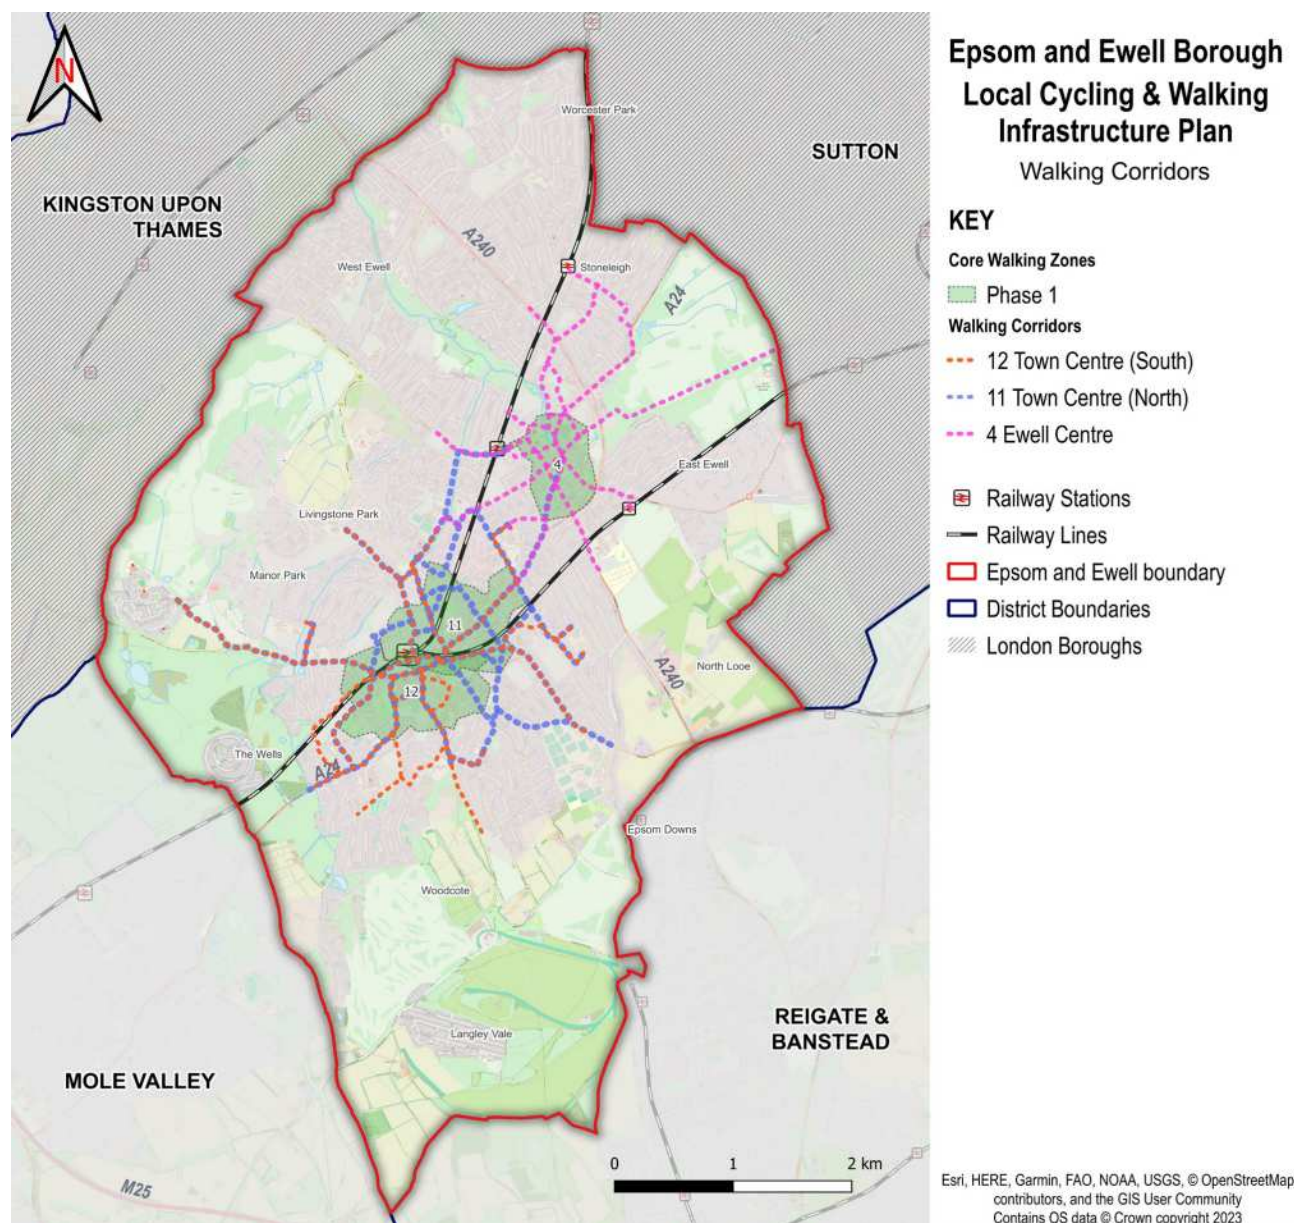 N
Epsom and Ewell Borough
Local Cycling & Walking
Infrastructure Plan
Walking Corridors
KEY
Core Walking Zones
Phase 1
Walking Corridors
12 Town Centre (South)
11 Town Centre (North)
4 Ewell Centre
Railway Stations
Railway Lines
Epsom and Ewell boundary
District Boundaries
London Boroughs
Worcester Park
SUTTON
KINGSTON UPON
THAMES
A240
West Ewell
Stoneleigh
A24
4
East Ewell
Livingstone Park
Manor Park
11
North Looe
A240
12
The Wells
A24
Epsom Downs
Woodcote
REIGATE &
BANSTEAD
Langley Vale
MOLE VALLEY
M25
0 1 2 km
Esri, HERE, Garmin, FAO, NOAA, USGS, © OpenStreetMap
contributors, and the GIS User Community
Contains OS data © Crown copyright 2023